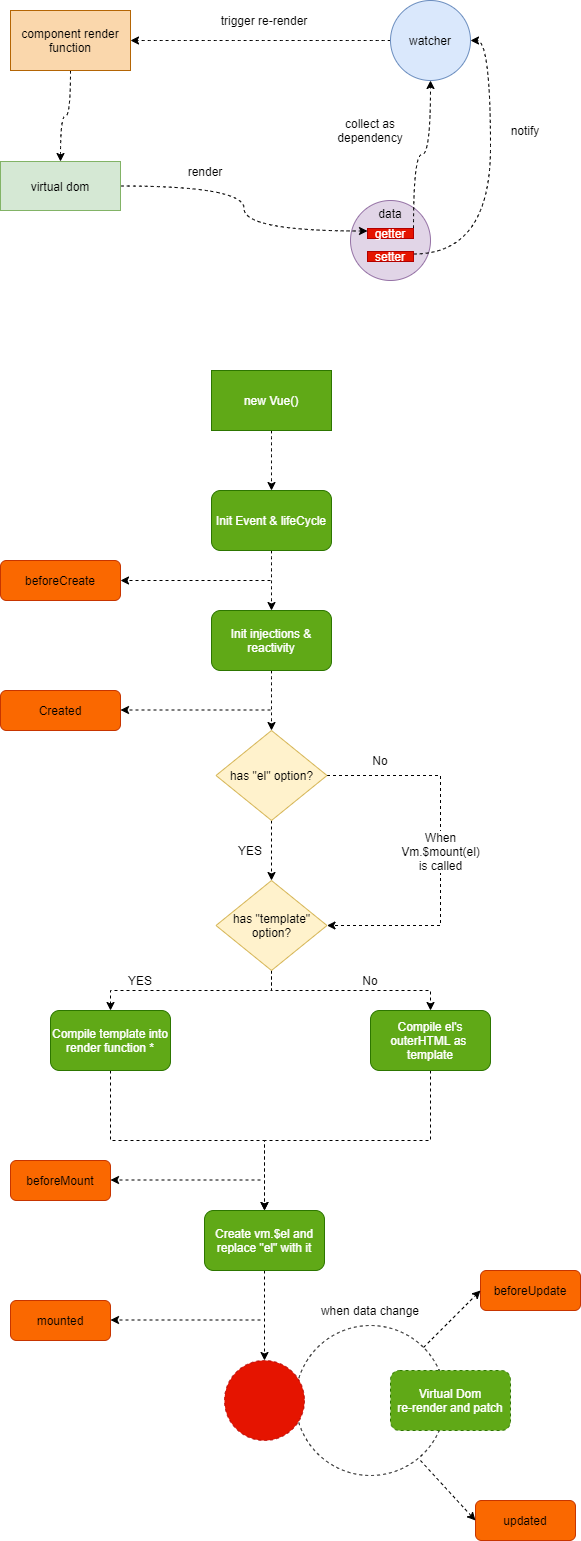 trigger re-render
component render
function
watcher
collect as
dependency
notify
render
virtual dom
data
getter
setter
new Vue()
Init Event & lifeCycle
beforeCreate
Init injections &
reactivity
Created
has "el" option?
No
YES
When
Vm.$mount(el)
is called
has "template"
option?
YES
No
Compile template into
render function *
Compile el's
outerHTML as
template
beforeMount
Create vm.$el and
replace "el" with it
mounted
when data change
beforeUpdate
Virtual Dom
re-render and patch
updated